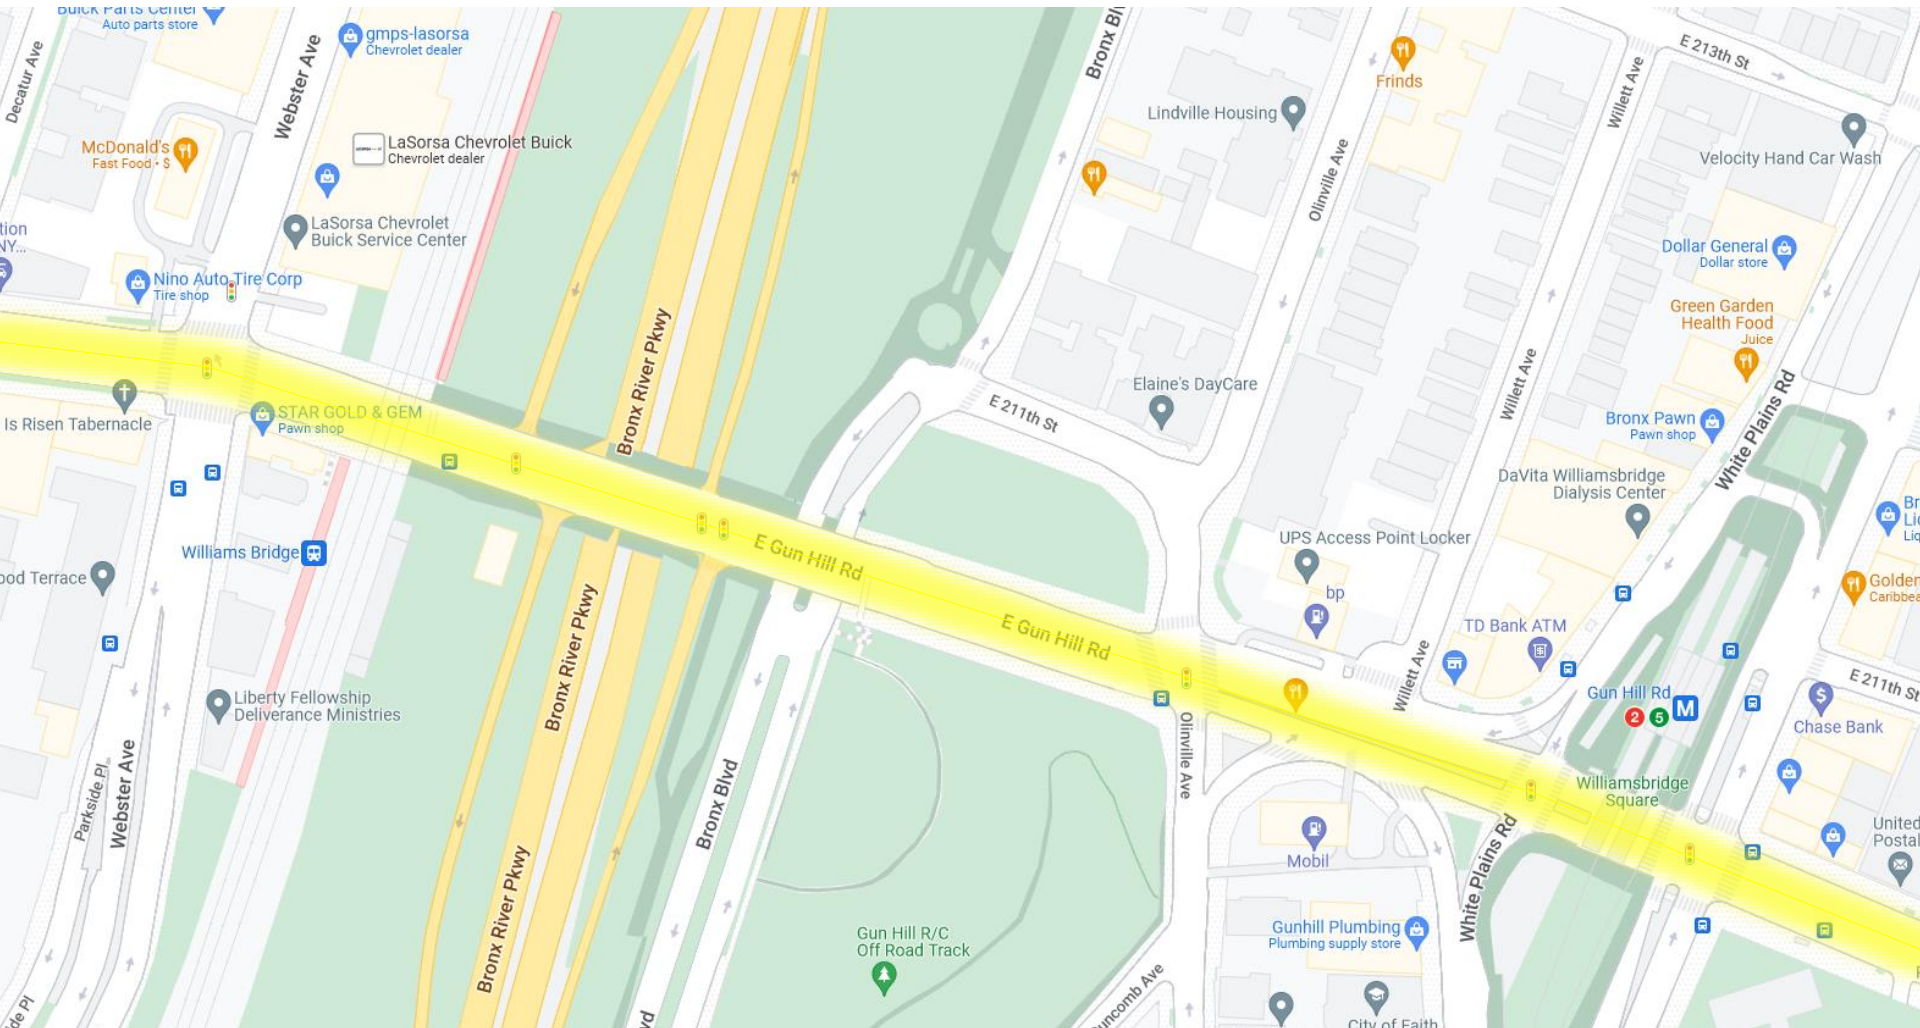 Buick Parts Center
Auto parts store
gmps-lasorsa
Chevrolet dealer
Decatur Ave
Webster Ave
McDonald's
Fast Food • $
LaSorsa Chevrolet Buick
Chevrolet dealer
LaSorsa Chevrolet
Buick Service Center
Nino Auto Tire Corp
Tire shop
Is Risen Tabernacle
STAR GOLD & GEM
Pawn shop
Williams Bridge
Terrace
Liberty Fellowship
Deliverance Ministries
Parkside Pl
Webster Ave
Bronx River Pkwy
Bronx River Pkwy
Bronx River Pkwy
E Gun Hill Rd
E Gun Hill Rd
Bronx Blvd
Gun Hill R/C
Off Road Track
Bronx
Lindville Housing
Frinds
Olinville Ave
Willett Ave
E 213th St
Velocity Hand Car Wash
Dollar General
Dollar store
Green Garden
Health Food
Juice
Elaine's DayCare
E 211th St
Willett Ave
Bronx Pawn
Pawn shop
White Plains Rd
DaVita Williamsbridge
Dialysis Center
UPS Access Point Locker
bp
TD Bank ATM
Willett Ave
Gun Hill Rd
2 5 M
Golden
E 211th St
Chase Bank
Williamsbridge
Square
United
Olinville Ave
Mobil
White Plains Rd
Gunhill Plumbing
Plumbing supply store
City of Faith